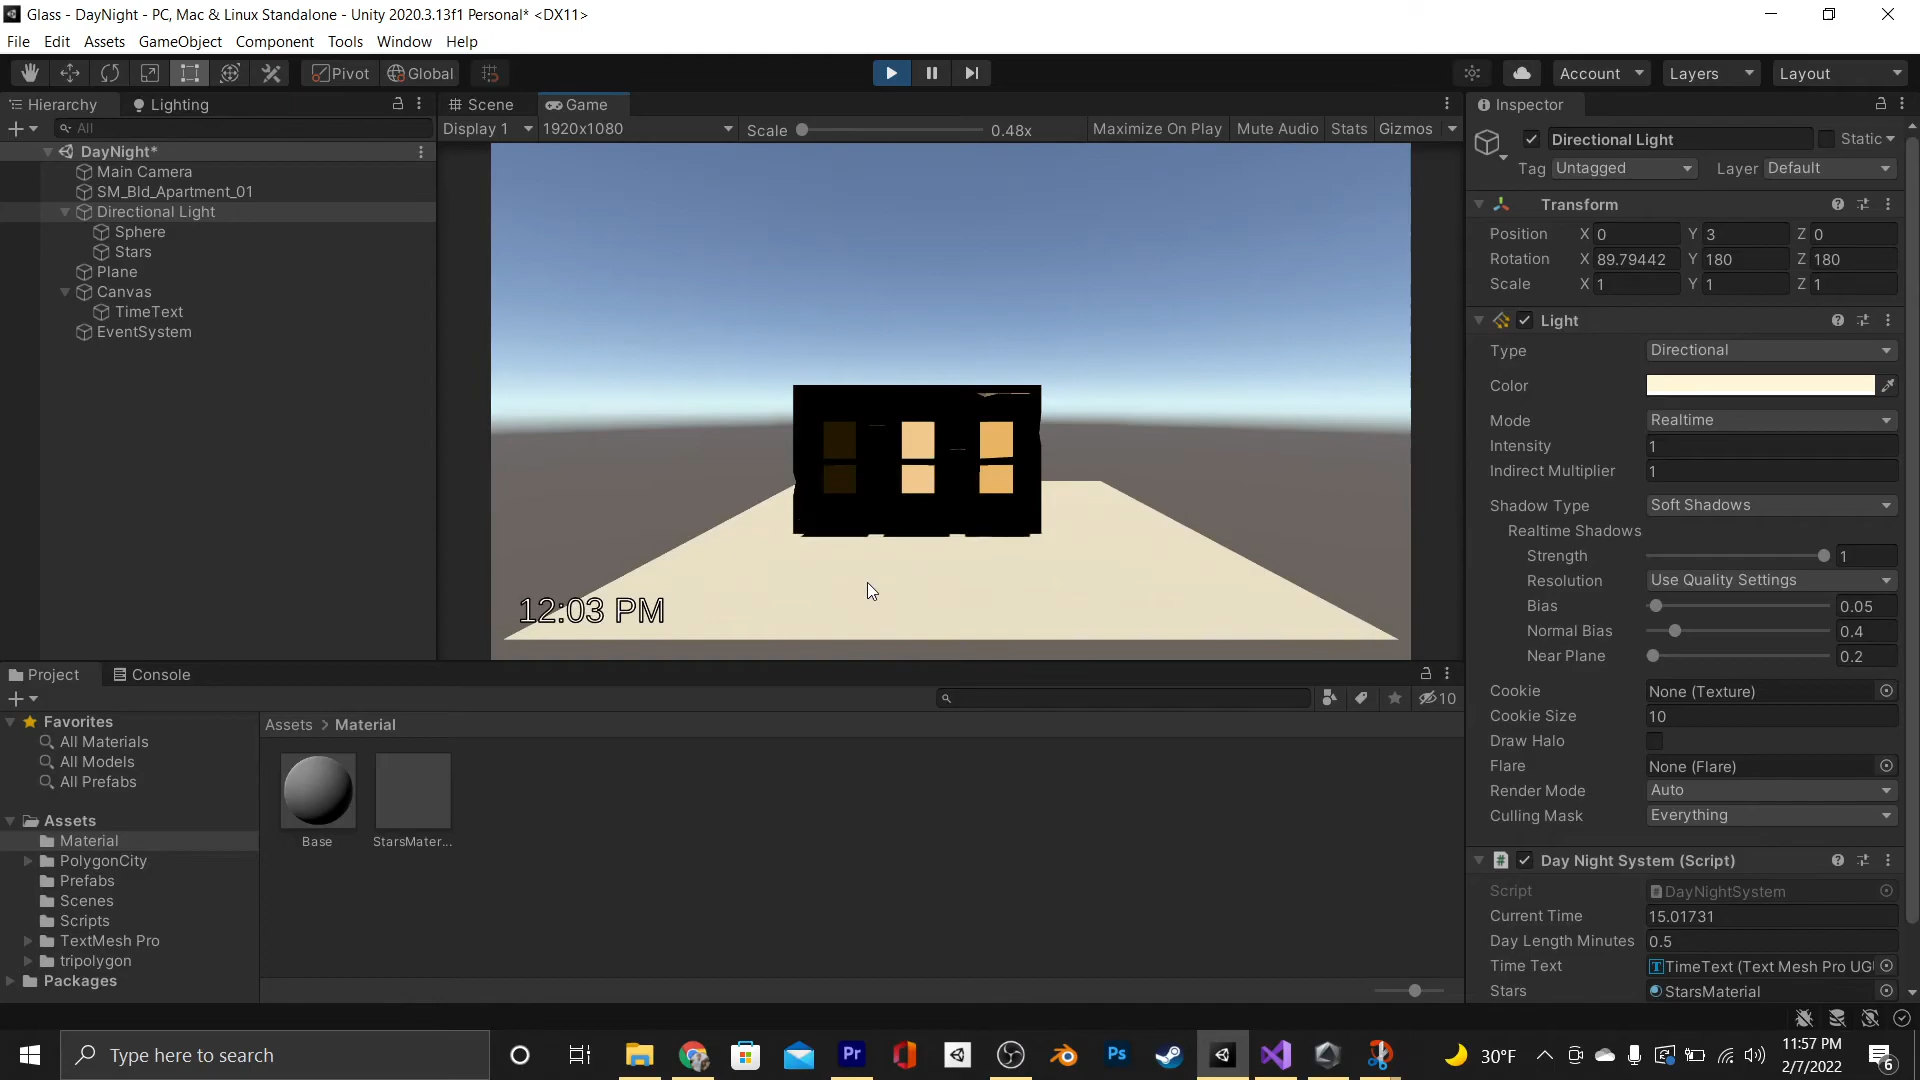 Glass - DayNight - PC, Mac & Linux Standalone - Unity 2020.3.13f1 Personal* <DX11>
File Edit Assets GameObject Component Tools Window Help
Pivot Global Account Layers Layout
Hierarchy Lighting Scene Game Inspector
All Display 1 1920x1080 Scale 0.48x Maximize On Play Mute Audio Stats Gizmos
DayNight*
Main Camera
SM_Bld_Apartment_01
Directional Light
Sphere
Stars
Plane
Canvas
TimeText
EventSystem
12:03 PM
Directional Light Static
Tag Untagged Layer Default
Transform
Position X 0 Y 3 Z 0
Rotation X 89.79442 Y 180 Z 180
Scale X 1 Y 1 Z 1
Light
Type Directional
Color
Mode Realtime
Intensity 1
Indirect Multiplier 1
Shadow Type Soft Shadows
Realtime Shadows
Strength 1
Resolution Use Quality Settings
Bias 0.05
Normal Bias 0.4
Near Plane 0.2
Cookie None (Texture)
Cookie Size 10
Draw Halo
Flare None (Flare)
Render Mode Auto
Culling Mask Everything
Day Night System (Script)
Script DayNightSystem
Current Time 15.01731
Day Length Minutes 0.5
Time Text TimeText (Text Mesh Pro UG
Stars StarsMaterial
Project Console
10
Favorites
All Materials
All Models
All Prefabs
Assets
Material
PolygonCity
Prefabs
Scenes
Scripts
TextMesh Pro
tripolygon
Packages
Assets > Material
Base StarsMater...
Type here to search
Pr
Ps
30°F
11:57 PM
2/7/2022
6